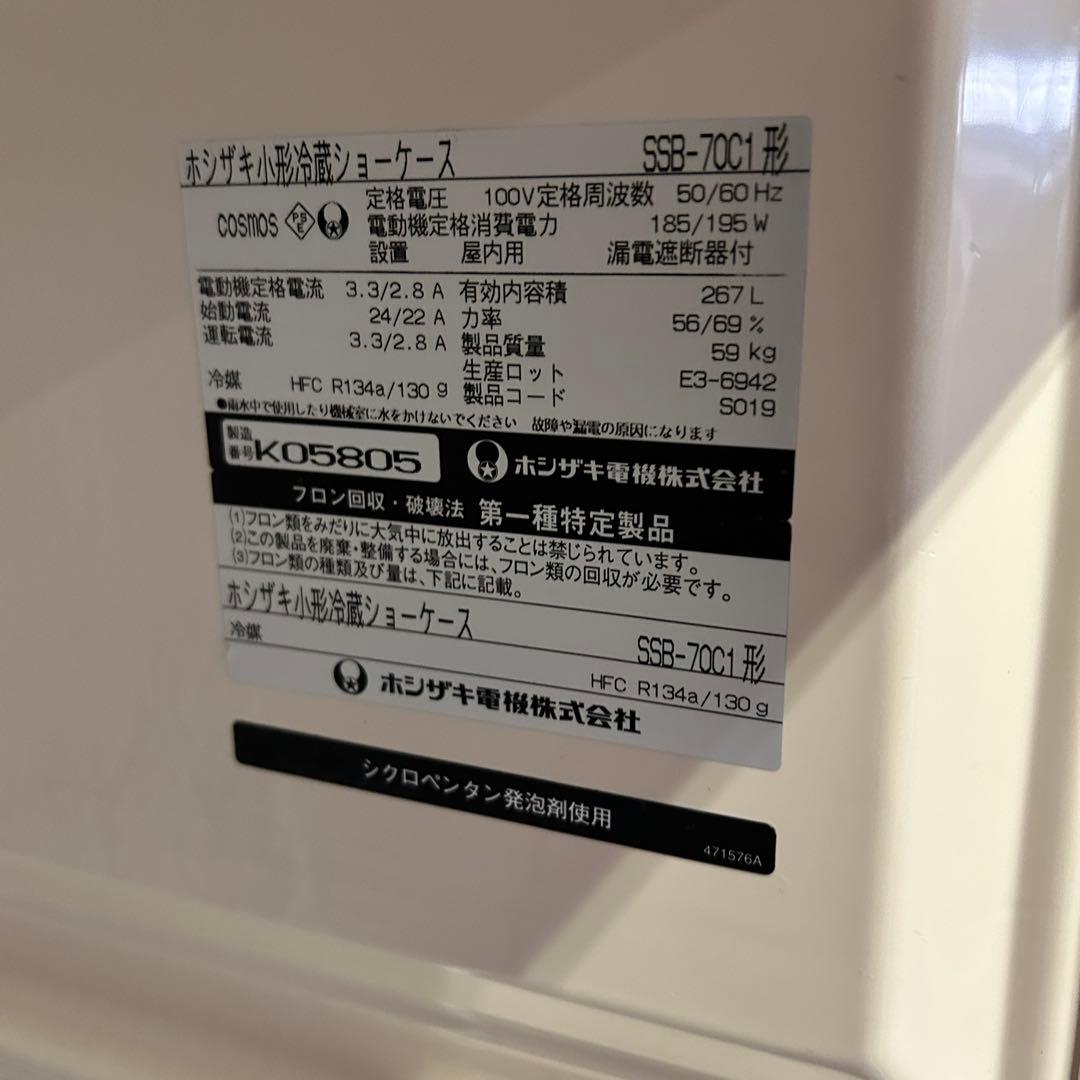 ホシザキ小形冷蔵ショーケース SSB-70C1形
定格電圧 100V 定格周波数 50/60 Hz
cosmos PSE 電動機定格消費電力 185/195 W
設置 屋内用 漏電遮断器付
電動機定格電流 3.3/2.8 A 有効内容積 267 L
始動電流 24/22 A 力率 56/69 %
運転電流 3.3/2.8 A 製品質量 59 kg
生産ロット E3-6942
冷媒 HFC R134a/130 g 製品コード S019
●雨水中で使用したり機械室に水をかけないでください 故障や漏電の原因になります
製造番号 K05805 ホシザキ電機株式会社
フロン回収・破壊法 第一種特定製品
(1)フロン類をみだりに大気中に放出することは禁じられています。
(2)この製品を廃棄・整備する場合には、フロン類の回収が必要です。
(3)フロン類の種類及び量は、下記に記載。
ホシザキ小形冷蔵ショーケース SSB-70C1形
冷媒 HFC R134a/130 g
ホシザキ電機株式会社
シクロペンタン発泡剤使用
471576A